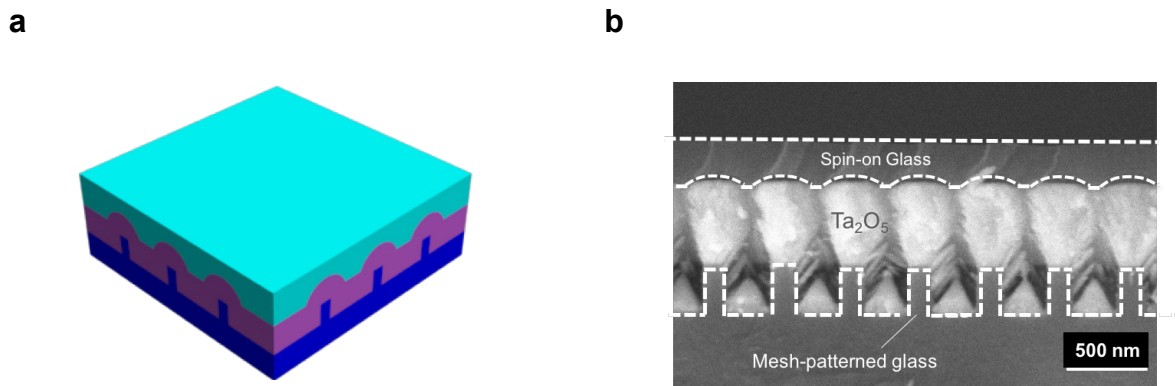 a
b
Spin-on Glass
Ta₂O₅
Mesh-patterned glass
500 nm